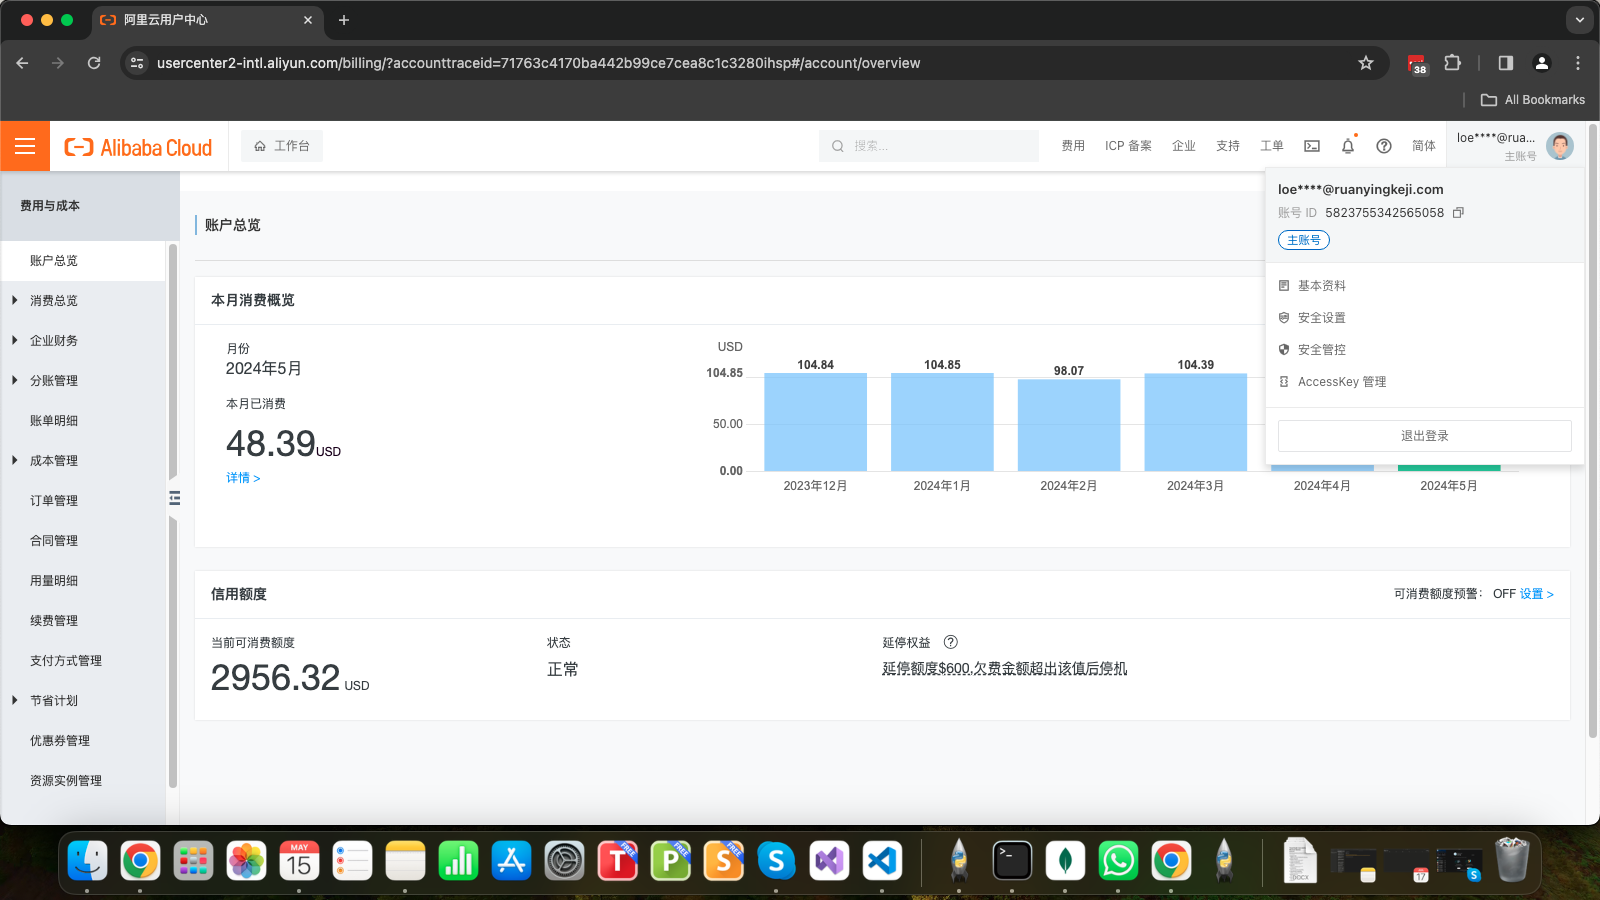 阿里云用户中心
usercenter2-intl.aliyun.com/billing/?accounttraceid=71763c4170ba442b99ce7cea8c1c3280ihsp#/account/overview
38
All Bookmarks
Alibaba Cloud
工作台
搜索...
费用
ICP 备案
企业
支持
工单
简体
loe****@rua...
主账号
loe****@ruanyingkeji.com
账号 ID 5823755342565058
主账号
基本资料
安全设置
安全管控
AccessKey 管理
退出登录
费用与成本
账户总览
消费总览
企业财务
分账管理
账单明细
成本管理
订单管理
合同管理
用量明细
续费管理
支付方式管理
节省计划
优惠券管理
资源实例管理
账户总览
本月消费概览
月份
2024年5月
本月已消费
48.39USD
详情 >
USD
104.85
50.00
0.00
104.84
104.85
98.07
104.39
2023年12月
2024年1月
2024年2月
2024年3月
2024年4月
2024年5月
信用额度
可消费额度预警： OFF 设置 >
当前可消费额度
2956.32 USD
状态
正常
延停权益
延停额度$600,欠费金额超出该值后停机
MAY
15
T
FREE
P
FREE
S
FREE
S
>_
DOCX
17
S